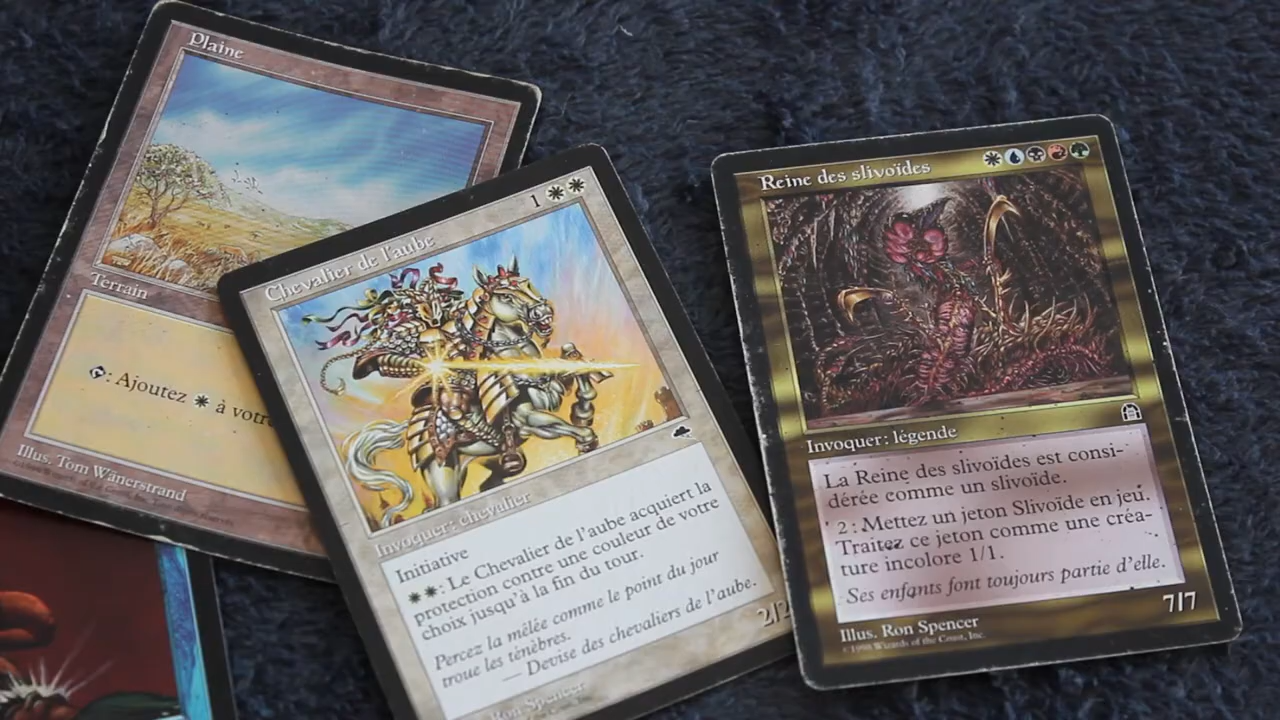 Plaine
Terrain
: Ajoutez à votre
Illus. Tom Wänerstrand
Chevalier de l'aube
1
Invoquer: chevalier
Initiative
: Le Chevalier de l'aube acquiert la
protection contre une couleur de votre
choix jusqu'à la fin du tour.
Percez la mêlée comme le point du jour
troue les ténèbres.
— Devise des chevaliers de l'aube.
2/2
Ron Spencer
Reine des slivoïdes
Invoquer: légende
La Reine des slivoïdes est consi-
dérée comme un slivoïde.
2: Mettez un jeton Slivoïde en jeu.
Traitez ce jeton comme une créa-
ture incolore 1/1.
Ses enfants font toujours partie d'elle.
7/7
Illus. Ron Spencer
©1998 Wizards of the Coast, Inc.